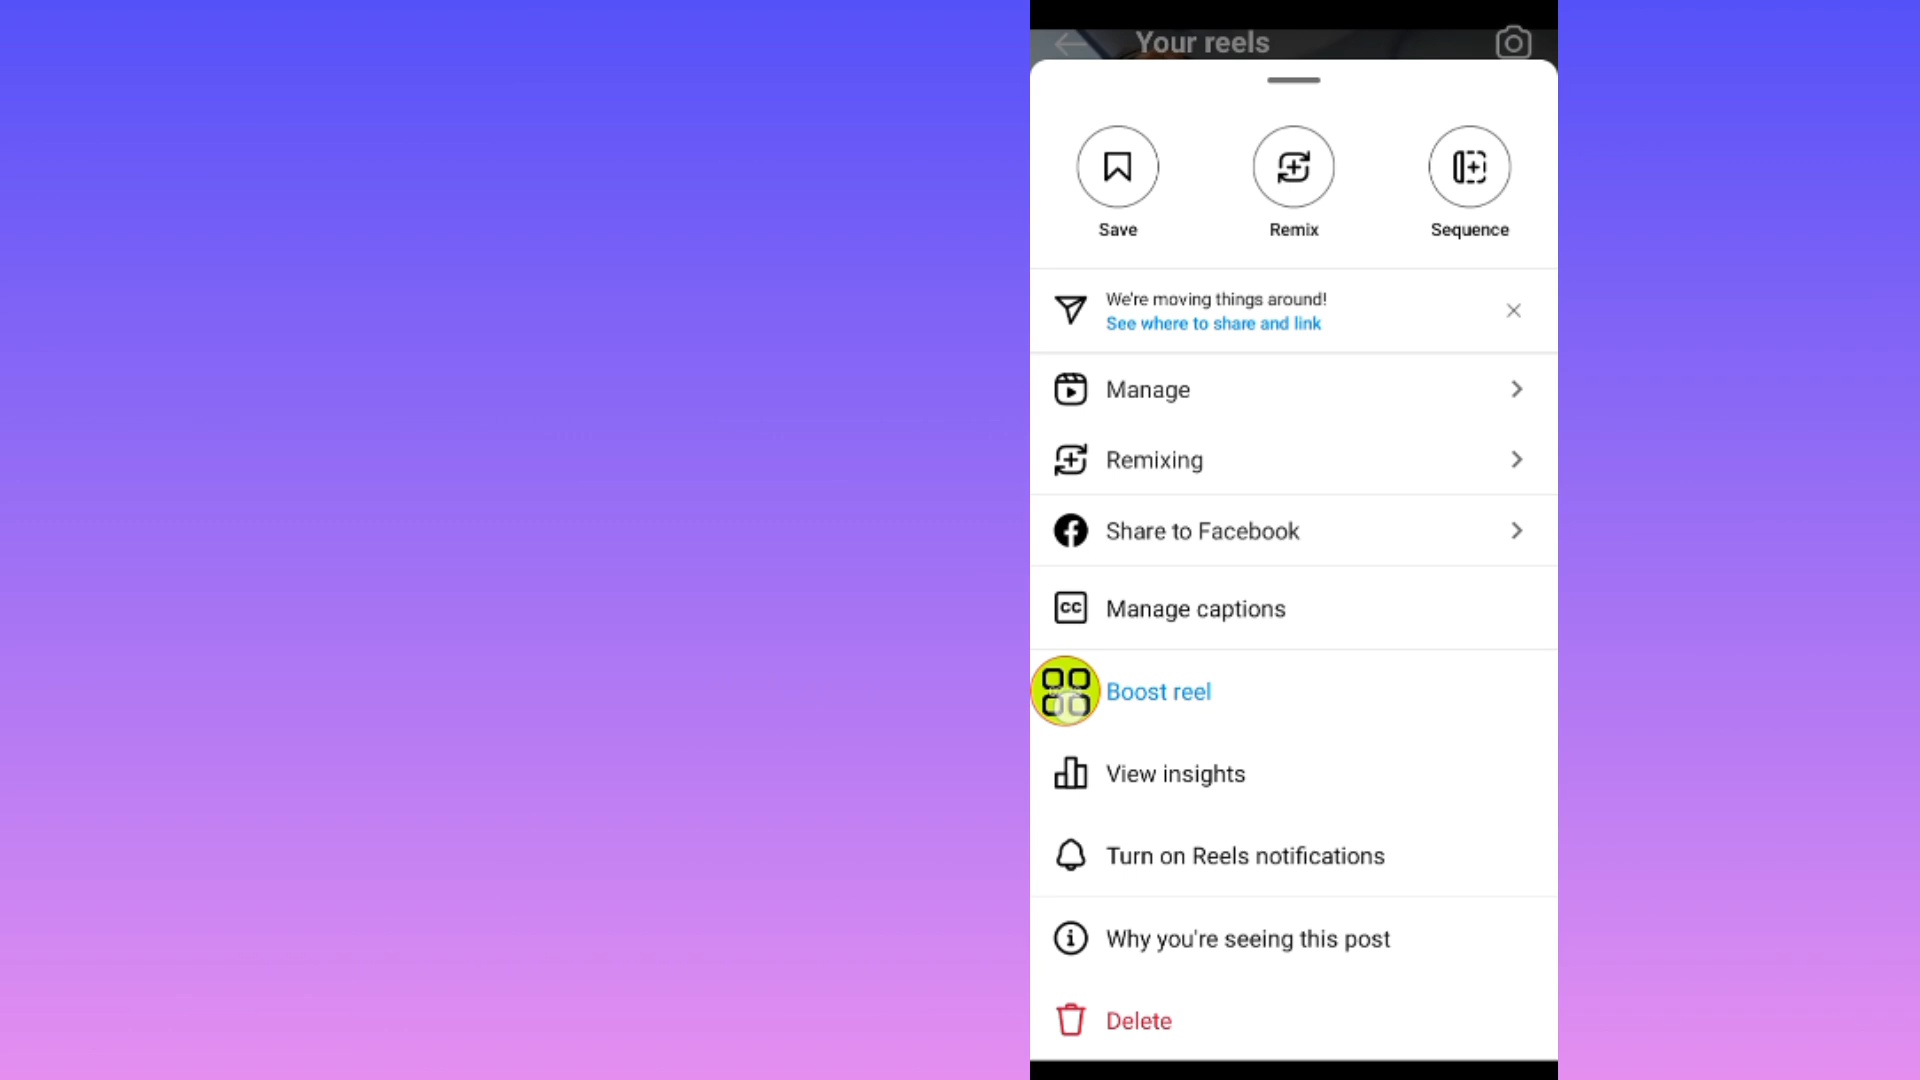 Your reels
Save
Remix
Sequence
We're moving things around!
See where to share and link
Manage
Remixing
Share to Facebook
CC Manage captions
Boost reel
View insights
Turn on Reels notifications
Why you're seeing this post
Delete